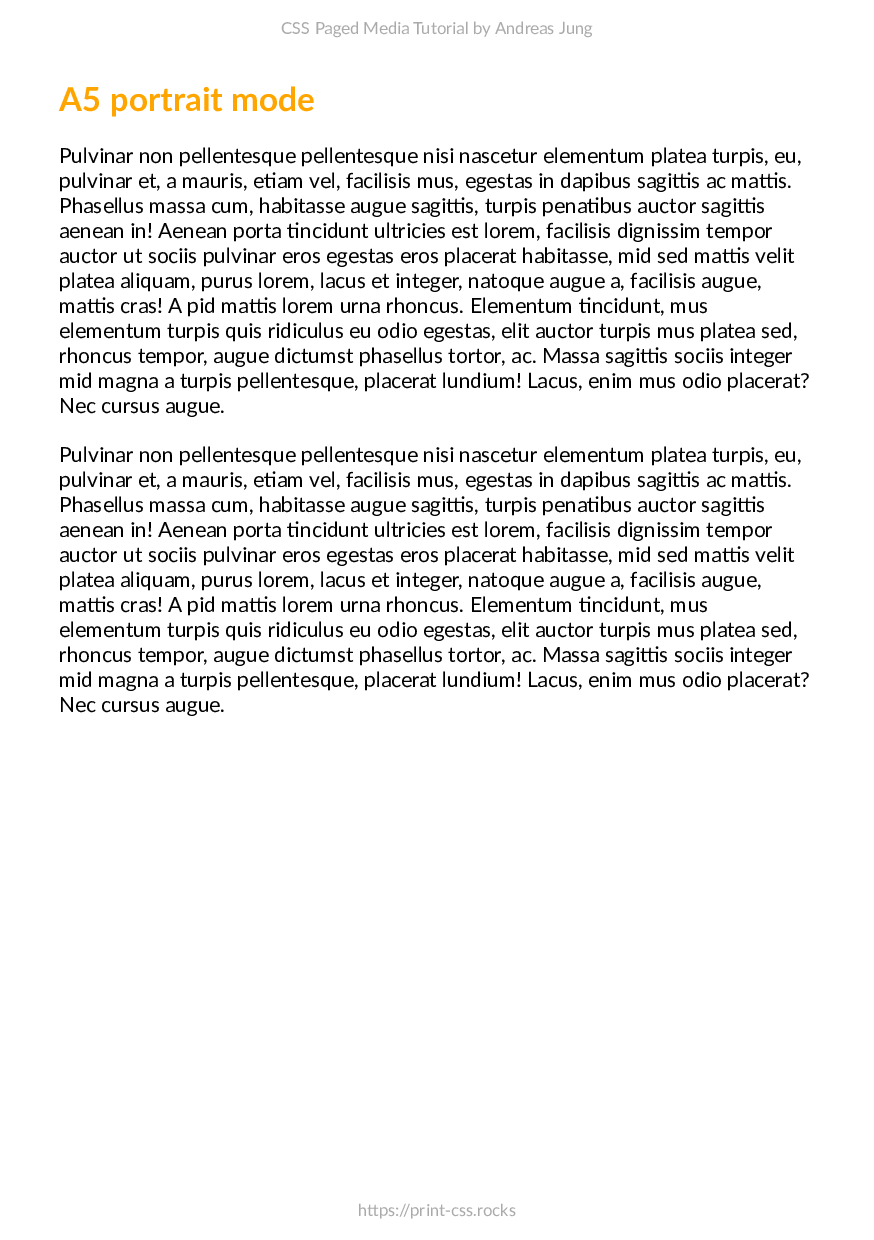 CSS Paged Media Tutorial by Andreas Jung
A5 portrait mode
Pulvinar non pellentesque pellentesque nisi nascetur elementum platea turpis, eu,
pulvinar et, a mauris, etiam vel, facilisis mus, egestas in dapibus sagittis ac mattis.
Phasellus massa cum, habitasse augue sagittis, turpis penatibus auctor sagittis
aenean in! Aenean porta tincidunt ultricies est lorem, facilisis dignissim tempor
auctor ut sociis pulvinar eros egestas eros placerat habitasse, mid sed mattis velit
platea aliquam, purus lorem, lacus et integer, natoque augue a, facilisis augue,
mattis cras! A pid mattis lorem urna rhoncus. Elementum tincidunt, mus
elementum turpis quis ridiculus eu odio egestas, elit auctor turpis mus platea sed,
rhoncus tempor, augue dictumst phasellus tortor, ac. Massa sagittis sociis integer
mid magna a turpis pellentesque, placerat lundium! Lacus, enim mus odio placerat?
Nec cursus augue.
Pulvinar non pellentesque pellentesque nisi nascetur elementum platea turpis, eu,
pulvinar et, a mauris, etiam vel, facilisis mus, egestas in dapibus sagittis ac mattis.
Phasellus massa cum, habitasse augue sagittis, turpis penatibus auctor sagittis
aenean in! Aenean porta tincidunt ultricies est lorem, facilisis dignissim tempor
auctor ut sociis pulvinar eros egestas eros placerat habitasse, mid sed mattis velit
platea aliquam, purus lorem, lacus et integer, natoque augue a, facilisis augue,
mattis cras! A pid mattis lorem urna rhoncus. Elementum tincidunt, mus
elementum turpis quis ridiculus eu odio egestas, elit auctor turpis mus platea sed,
rhoncus tempor, augue dictumst phasellus tortor, ac. Massa sagittis sociis integer
mid magna a turpis pellentesque, placerat lundium! Lacus, enim mus odio placerat?
Nec cursus augue.
https://print-css.rocks